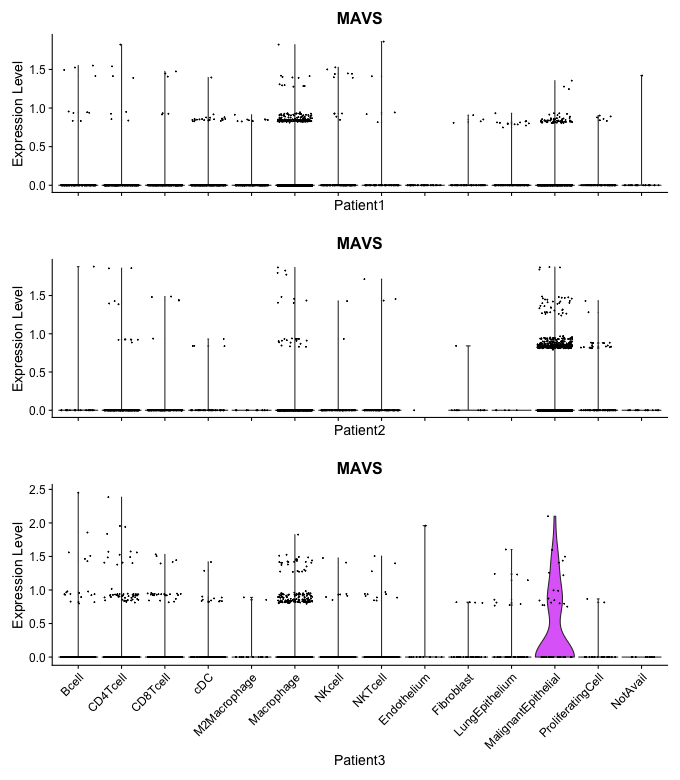 MAVS
Expression Level
1.5
1.0
0.5
0.0
Patient1
MAVS
Expression Level
1.5
1.0
0.5
0.0
Patient2
MAVS
Expression Level
2.5
2.0
1.5
1.0
0.5
0.0
Bcell
CD4Tcell
CD8Tcell
cDC
M2Macrophage
Macrophage
NKcell
NKTcell
Endothelium
Fibroblast
LungEpithelium
MalignantEpithelial
ProliferatingCell
NotAvail
Patient3